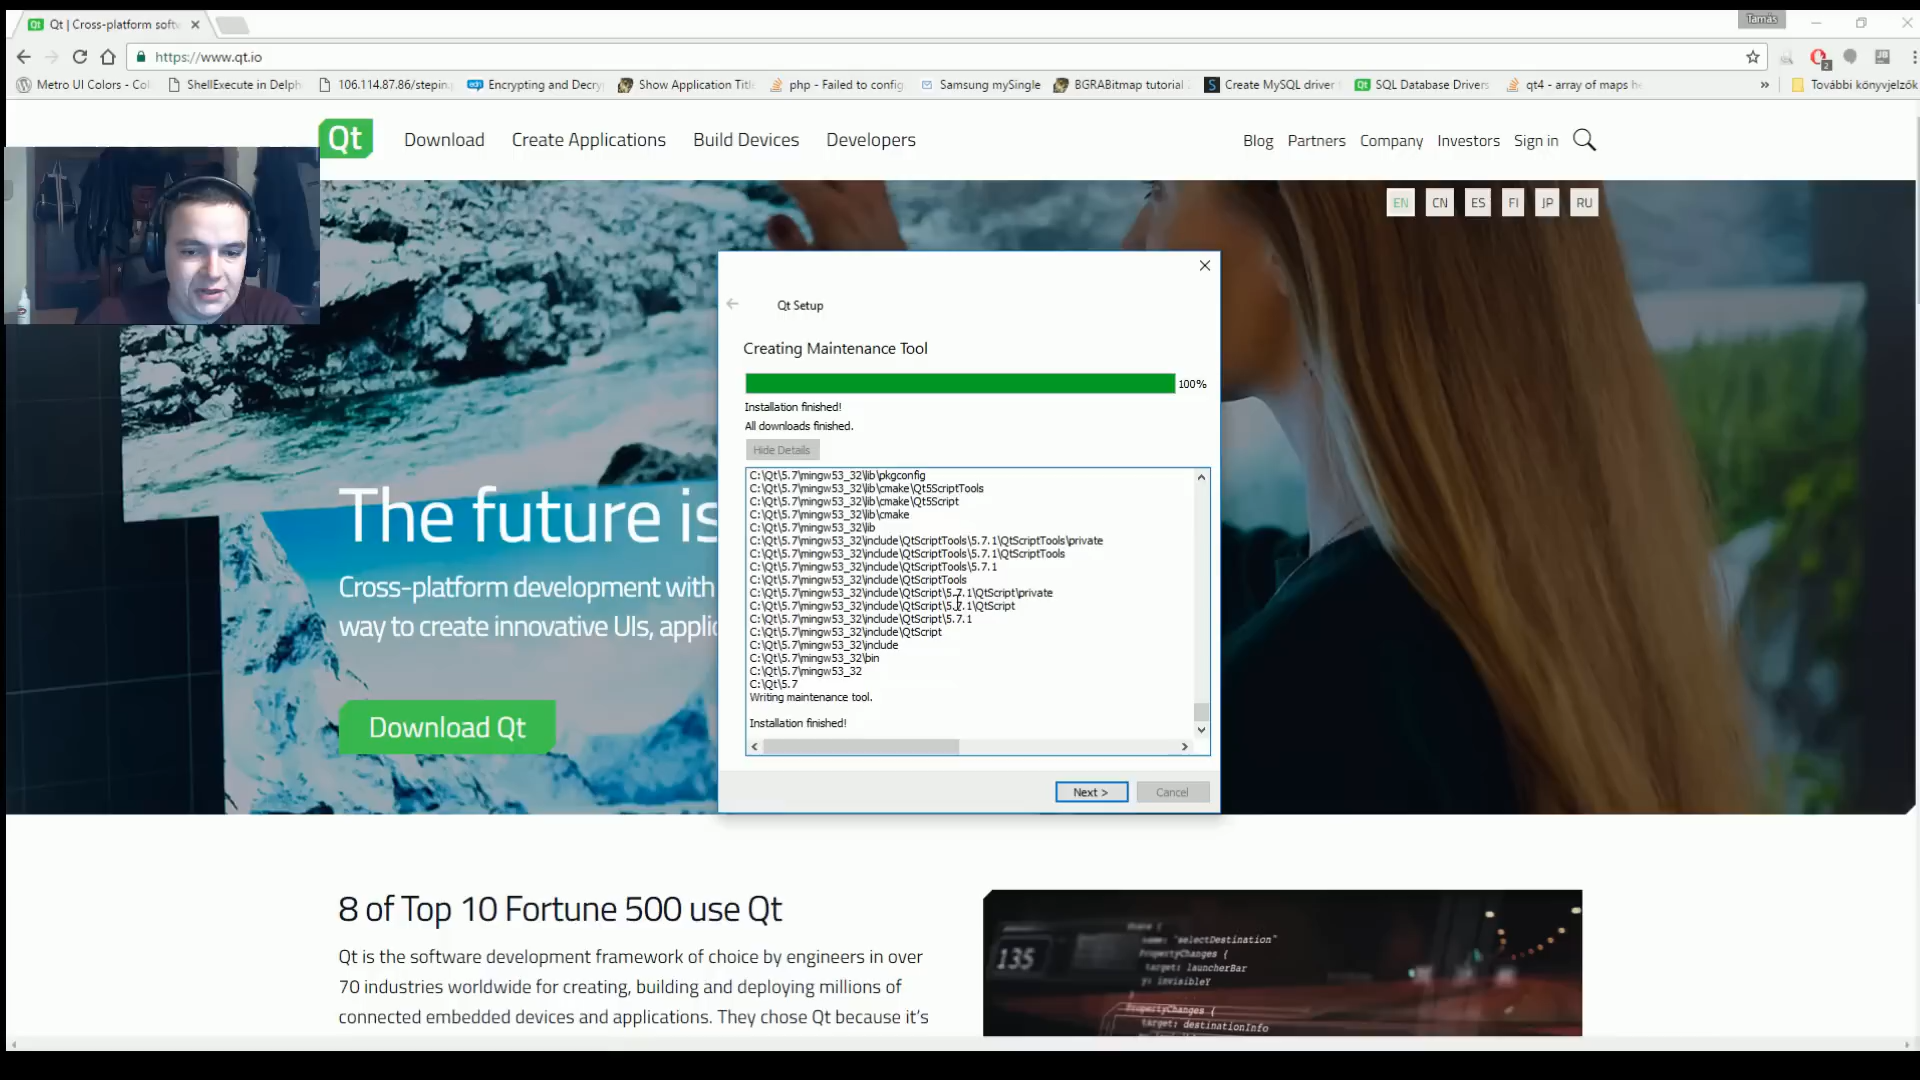 Qt | Cross-platform soft
Tamás
https://www.qt.io
Metro UI Colors - Co
ShellExecute in Delph
106.114.87.86/stepin.
Encrypting and Decry
Show Application Title
php - Failed to config
Samsung mySingle
BGRABitmap tutorial
Create MySQL driver
SQL Database Drivers
qt4 - array of maps he
»
További könyvjelzők
Qt
Download
Create Applications
Build Devices
Developers
Blog
Partners
Company
Investors
Sign in
EN
CN
ES
FI
JP
RU
Qt Setup
Creating Maintenance Tool
100%
Installation finished!
All downloads finished.
Hide Details
C:\Qt\5.7\mingw53_32\lib\pkgconfig
C:\Qt\5.7\mingw53_32\lib\cmake\Qt5ScriptTools
C:\Qt\5.7\mingw53_32\lib\cmake\Qt5Script
C:\Qt\5.7\mingw53_32\lib\cmake
C:\Qt\5.7\mingw53_32\lib
C:\Qt\5.7\mingw53_32\include\QtScriptTools\5.7.1\QtScriptTools\private
C:\Qt\5.7\mingw53_32\include\QtScriptTools\5.7.1\QtScriptTools
C:\Qt\5.7\mingw53_32\include\QtScriptTools\5.7.1
C:\Qt\5.7\mingw53_32\include\QtScriptTools
C:\Qt\5.7\mingw53_32\include\QtScript\5.7.1\QtScript\private
C:\Qt\5.7\mingw53_32\include\QtScript\5.7.1\QtScript
C:\Qt\5.7\mingw53_32\include\QtScript\5.7.1
C:\Qt\5.7\mingw53_32\include\QtScript
C:\Qt\5.7\mingw53_32\include
C:\Qt\5.7\mingw53_32\bin
C:\Qt\5.7\mingw53_32
C:\Qt\5.7
Writing maintenance tool.
Installation finished!
Next >
Cancel
The future is
Cross-platform development with
way to create innovative UIs, applic
Download Qt
8 of Top 10 Fortune 500 use Qt
Qt is the software development framework of choice by engineers in over
70 industries worldwide for creating, building and deploying millions of
connected embedded devices and applications. They chose Qt because it's
135
name: "selectDestination"
PropertyChanges {
target: launcherBar
y: invisibleY
}
PropertyChanges {
target: destinationInfo